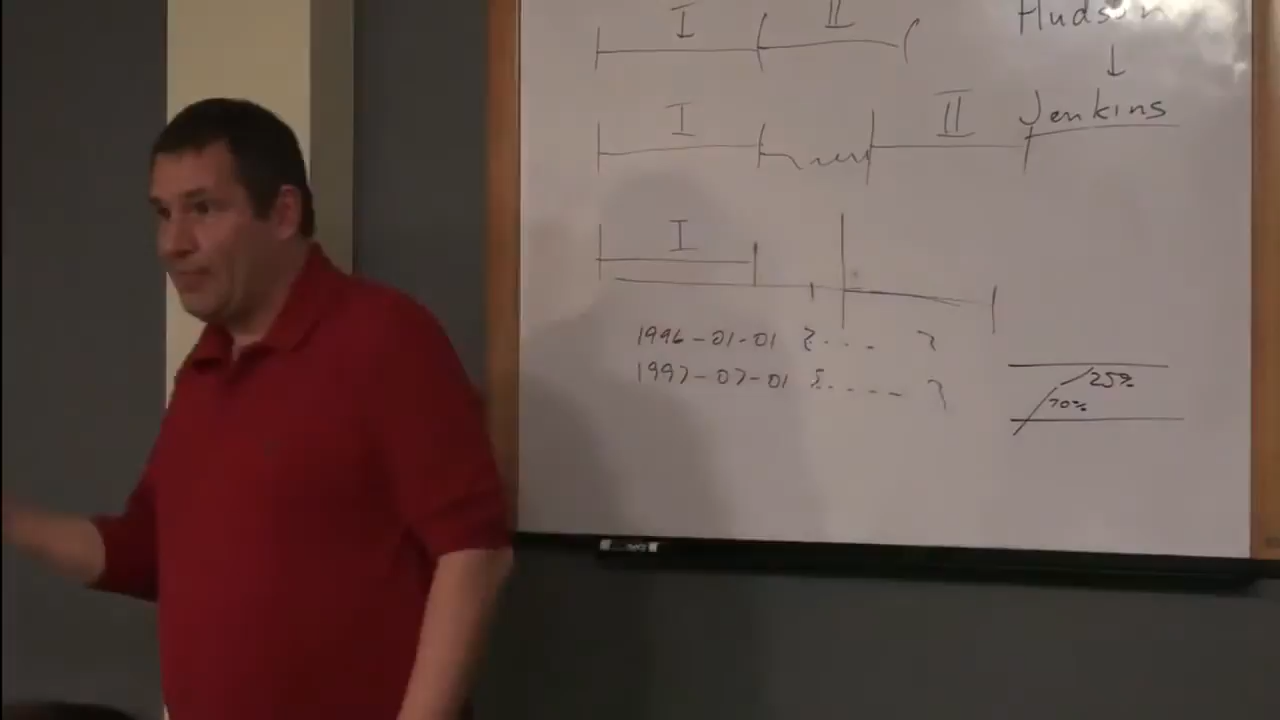 I II Hudson
I II Jenkins
I
1996-01-01 {... }
1997-07-01 {..... }
25%
70%